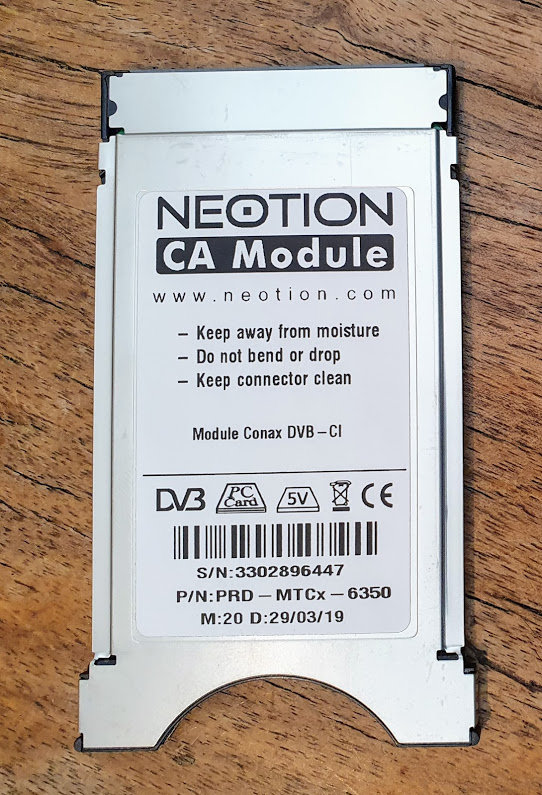 NEOTION
CA Module
www.neotion.com
– Keep away from moisture
– Do not bend or drop
– Keep connector clean
Module Conax DVB–CI
DVB PC Card 5V CE
S/N:3302896447
P/N:PRD – MTCx – 6350
M:20 D:29/03/19